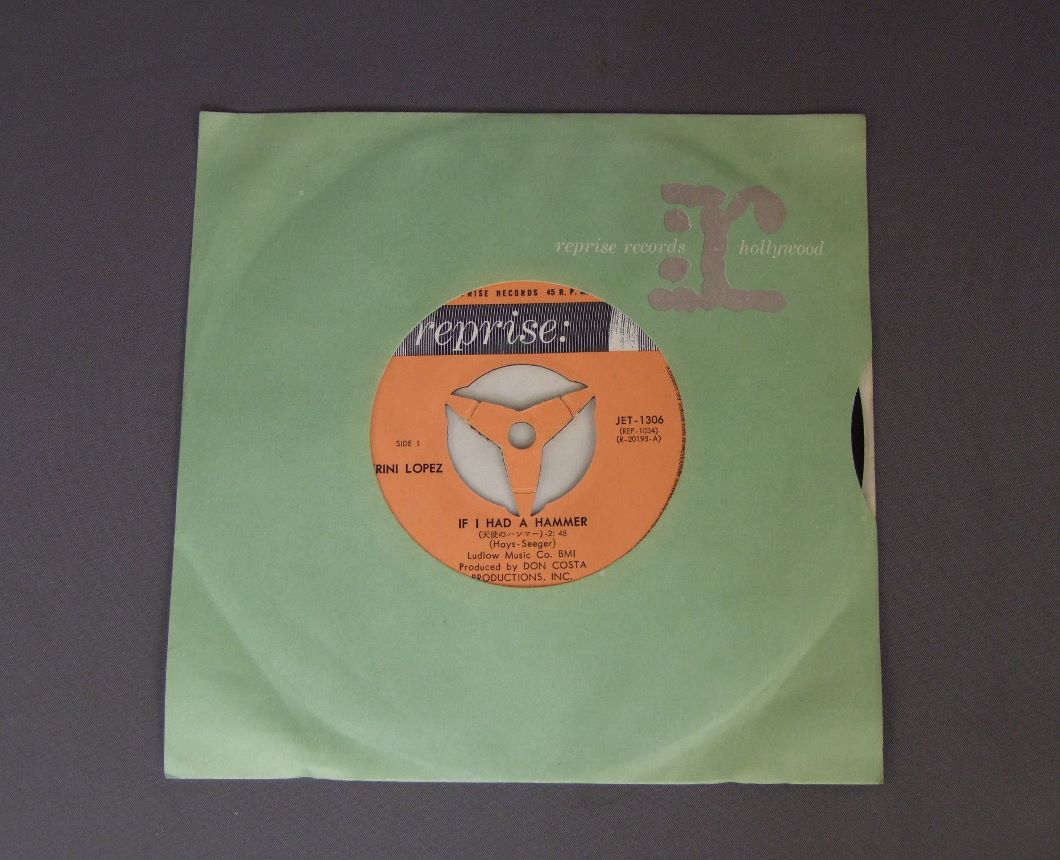 reprise records hollywood
RISE RECORDS 45 R. P.
reprise:
JET-1306
(REP-1034)
(R-20198-A)
SIDE 1
RINI LOPEZ
IF I HAD A HAMMER
(天使のハンマー)-2: 48
(Hays-Seeger)
Ludlow Music Co. BMI
Produced by DON COSTA
PRODUCTIONS, INC.